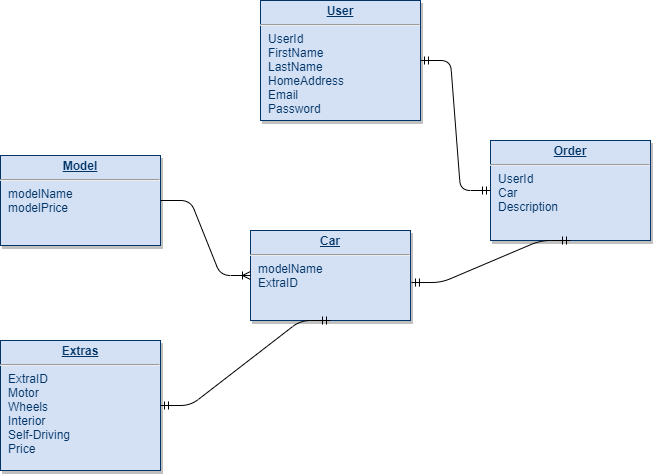 User
UserId
FirstName
LastName
HomeAddress
Email
Password
Order
UserId
Car
Description
Model
modelName
modelPrice
Car
modelName
ExtraID
Extras
ExtraID
Motor
Wheels
Interior
Self-Driving
Price